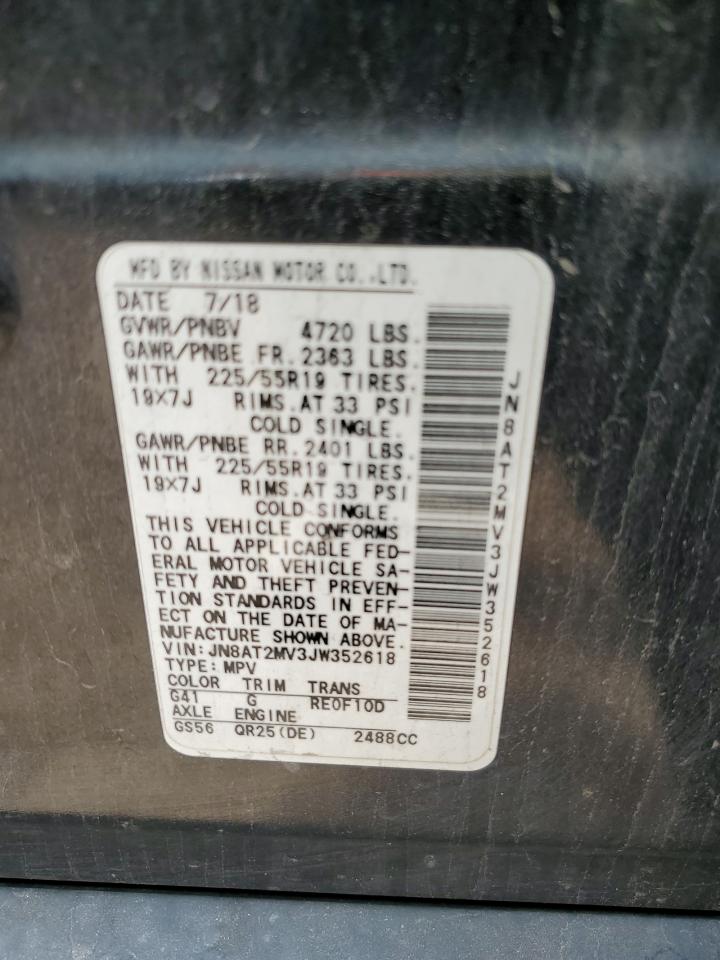 MFD BY NISSAN MOTOR CO.,LTD.
DATE 7/18
GVWR/PNBV 4720 LBS.
GAWR/PNBE FR.2363 LBS.
WITH 225/55R19 TIRES.
19X7J RIMS.AT 33 PSI
COLD SINGLE.
GAWR/PNBE RR.2401 LBS.
WITH 225/55R19 TIRES.
19X7J RIMS.AT 33 PSI
COLD SINGLE.
THIS VEHICLE CONFORMS
TO ALL APPLICABLE FED-
ERAL MOTOR VEHICLE SA-
FETY AND THEFT PREVEN-
TION STANDARDS IN EFF-
ECT ON THE DATE OF MA-
NUFACTURE SHOWN ABOVE.
VIN:JN8AT2MV3JW352618
TYPE:MPV
COLOR TRIM TRANS
G41 G RE0F10D
AXLE ENGINE
GS56 QR25(DE) 2488CC
JN8AT2MV3JW352618